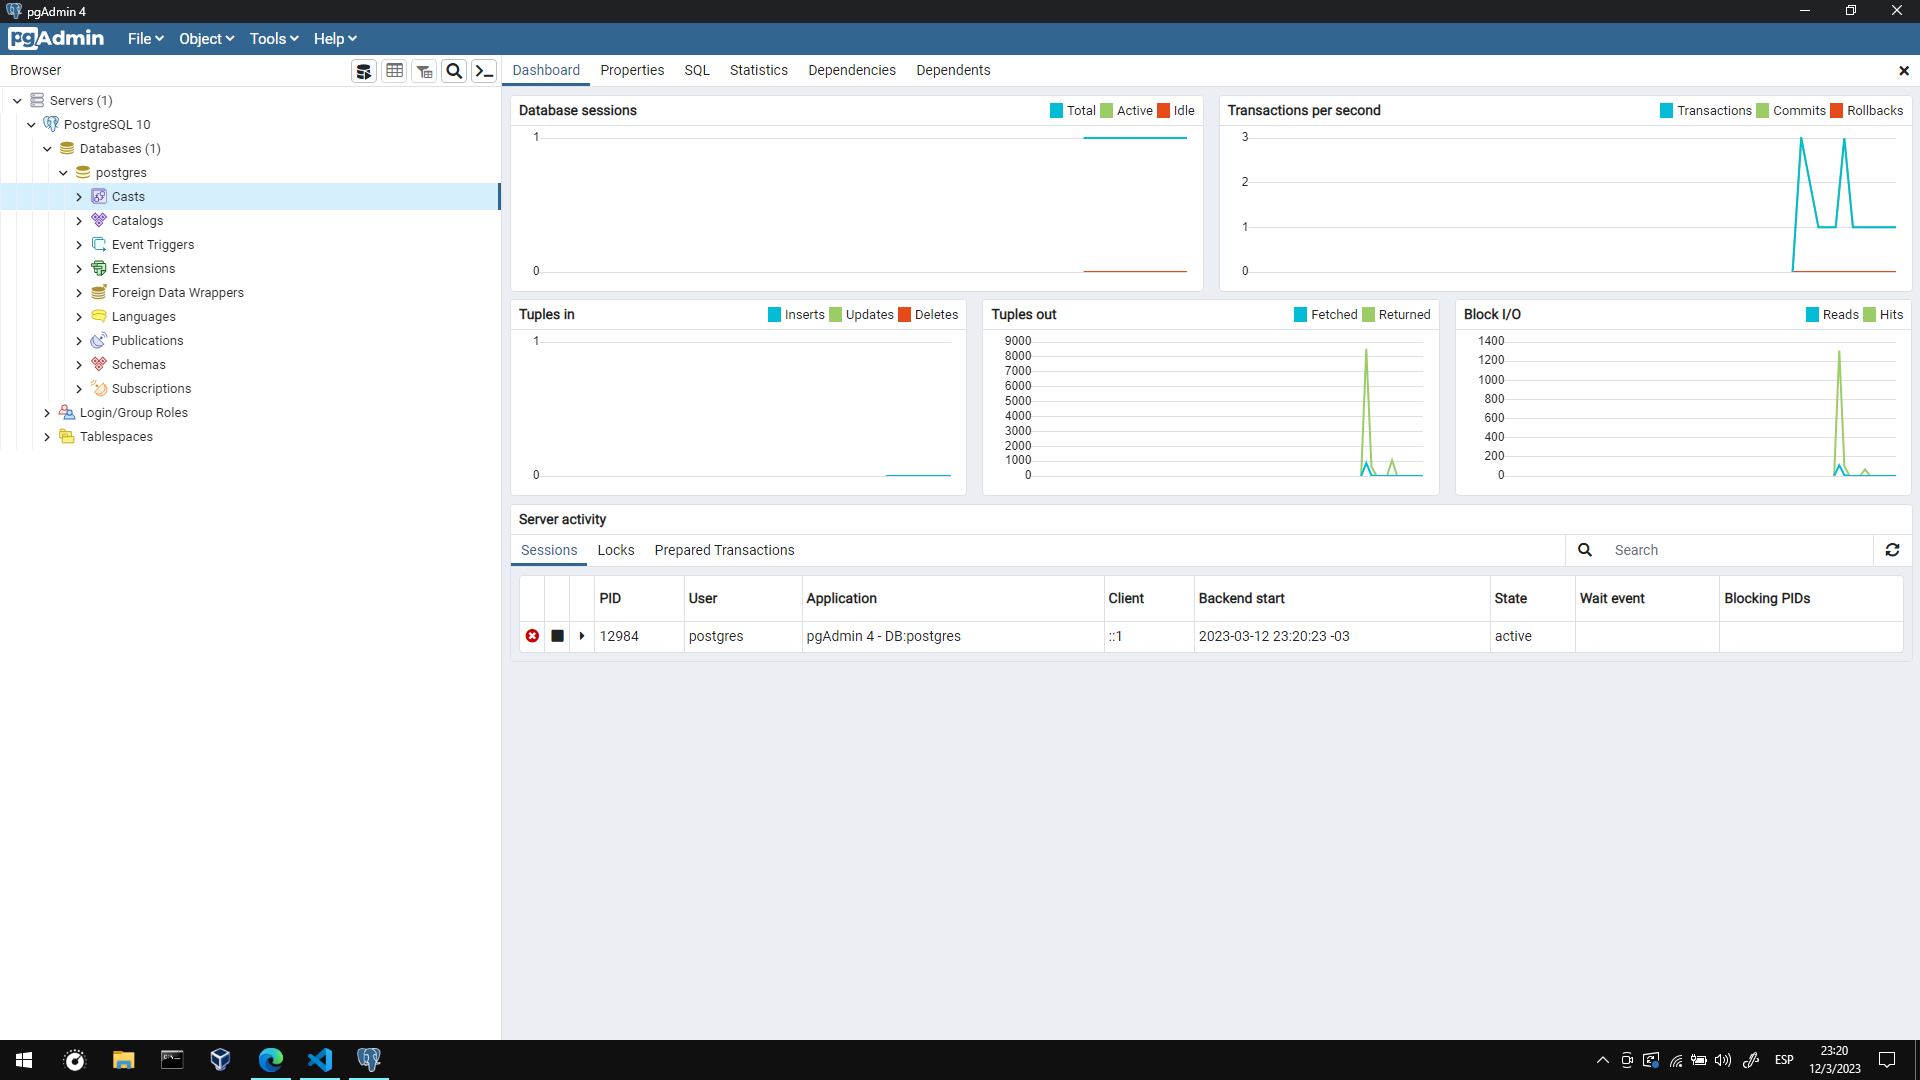 pgAdmin 4
pgAdmin File Object Tools Help
Browser
Dashboard Properties SQL Statistics Dependencies Dependents
Servers (1)
PostgreSQL 10
Databases (1)
postgres
Casts
Catalogs
Event Triggers
Extensions
Foreign Data Wrappers
Languages
Publications
Schemas
Subscriptions
Login/Group Roles
Tablespaces
Database sessions Total Active Idle
1
0
Transactions per second Transactions Commits Rollbacks
3
2
1
0
Tuples in Inserts Updates Deletes
1
0
Tuples out Fetched Returned
9000
8000
7000
6000
5000
4000
3000
2000
1000
0
Block I/O Reads Hits
1400
1200
1000
800
600
400
200
0
Server activity
Sessions Locks Prepared Transactions Search
PID User Application Client Backend start State Wait event Blocking PIDs
12984 postgres pgAdmin 4 - DB:postgres ::1 2023-03-12 23:20:23 -03 active
ESP
23:20
12/3/2023